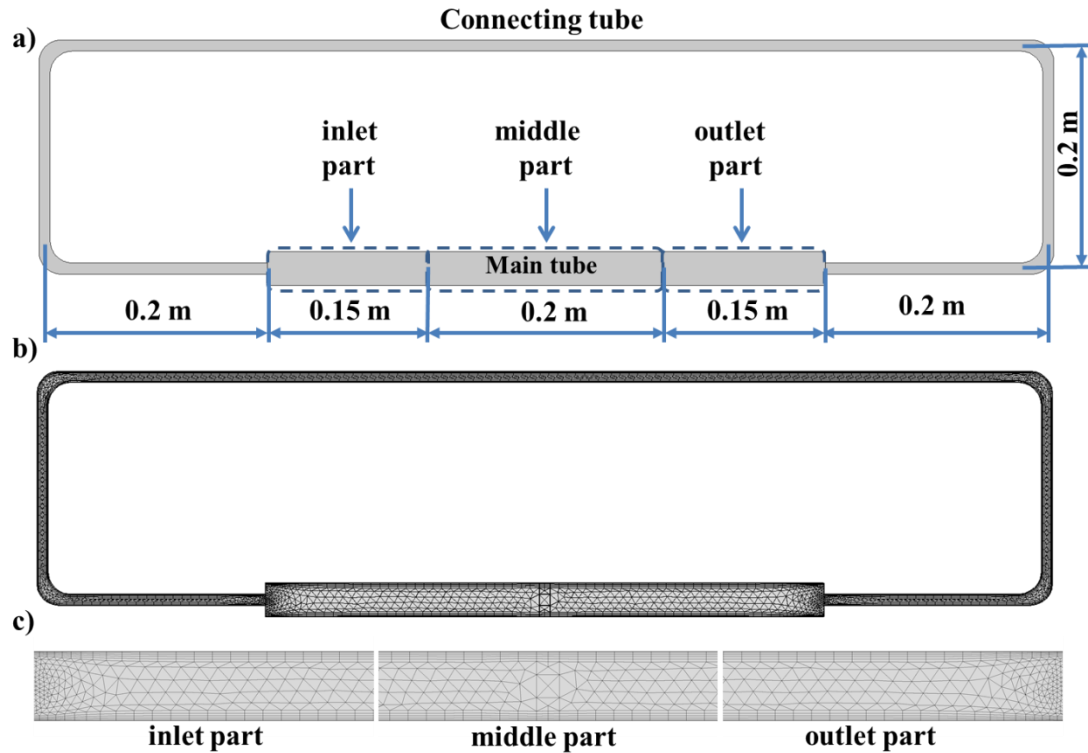 Connecting tube
a)
inlet
part
middle
part
outlet
part
0.2 m
Main tube
0.2 m
0.15 m
0.2 m
0.15 m
0.2 m
b)
c)
inlet part
middle part
outlet part